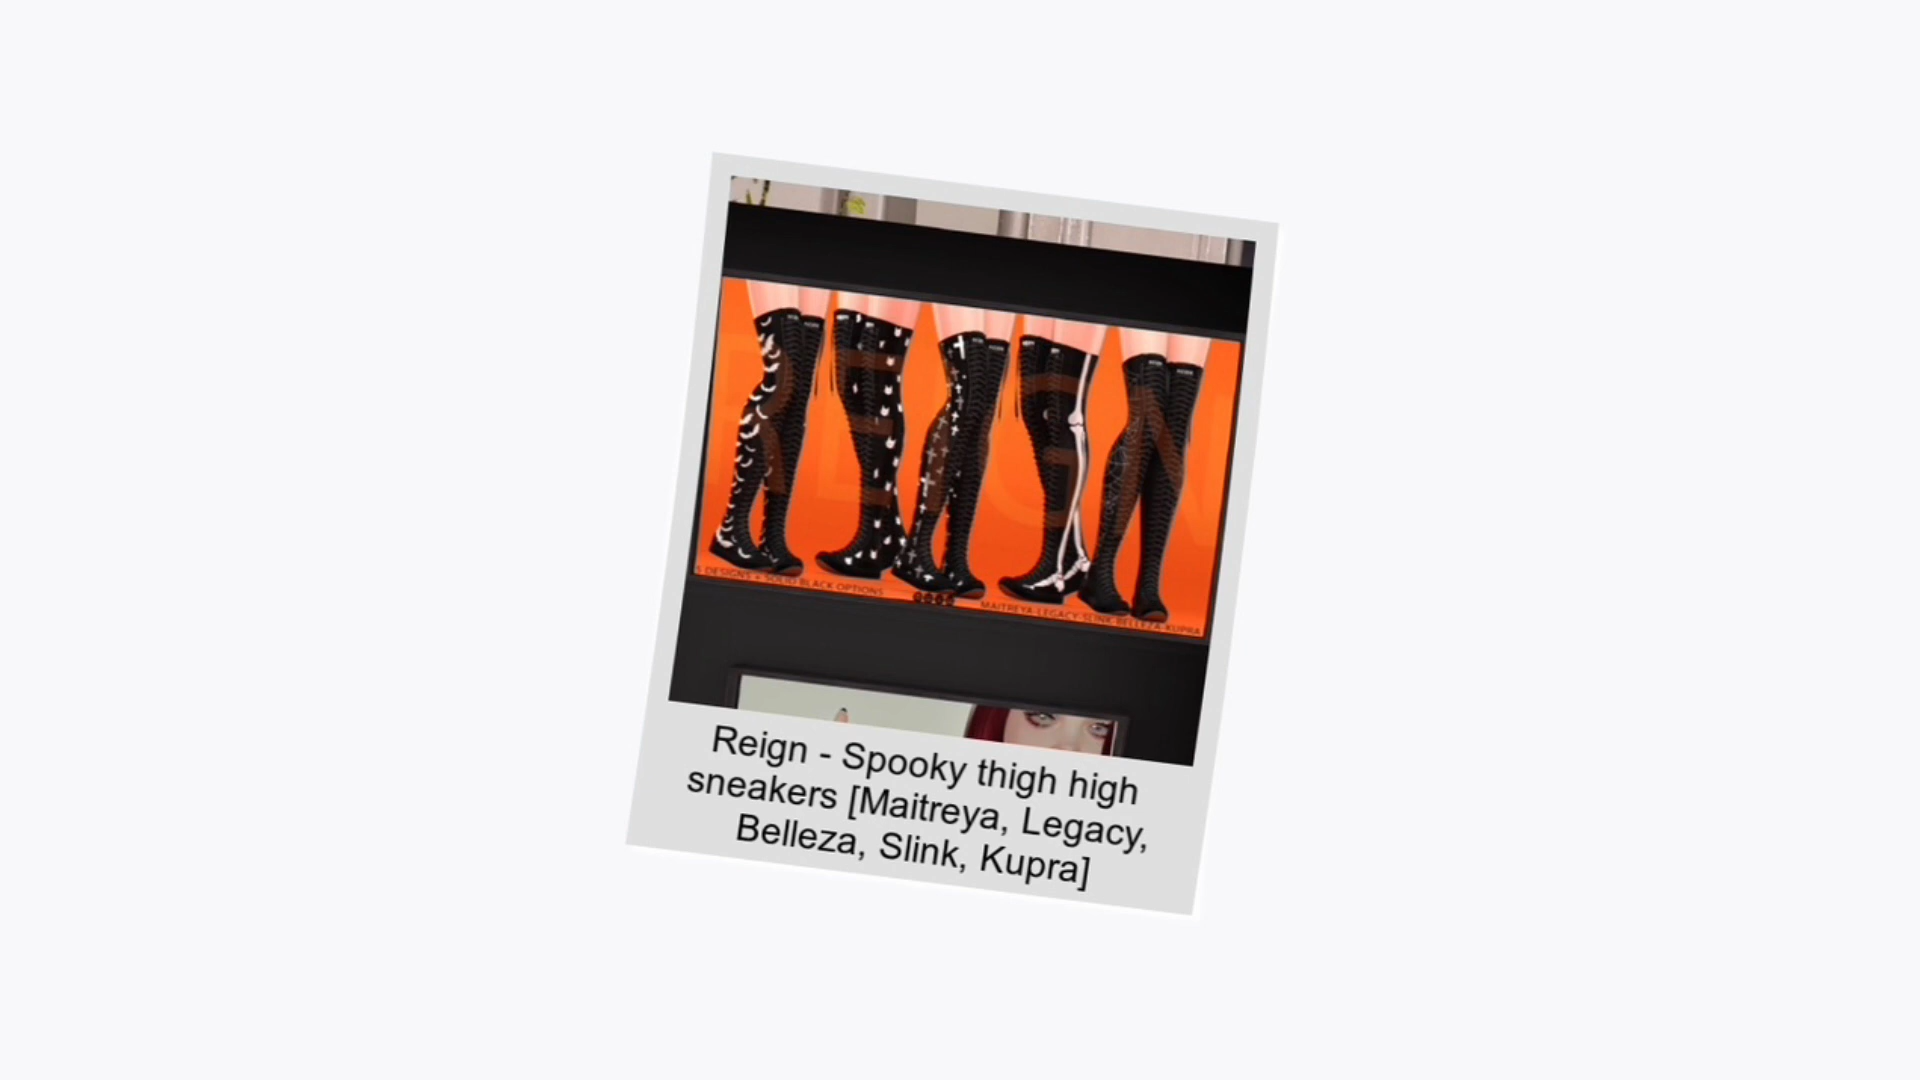 REIGN
5 DESIGNS + SOLID BLACK OPTIONS
MAITREYA-LEGACY-SLINK-BELLEZA-KUPRA
Reign - Spooky thigh high
sneakers [Maitreya, Legacy,
Belleza, Slink, Kupra]